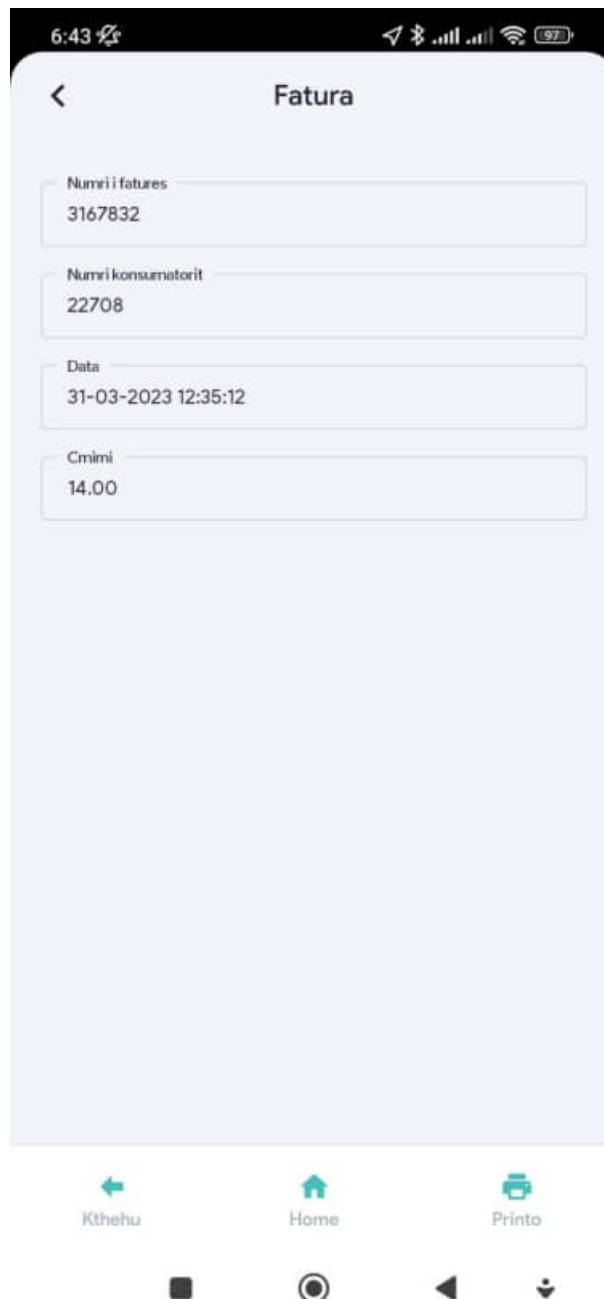 6:43
97
Fatura
Numri i fatures
3167832
Numri konsumatorit
22708
Data
31-03-2023 12:35:12
Cmimi
14.00
Kthehu Home Printo